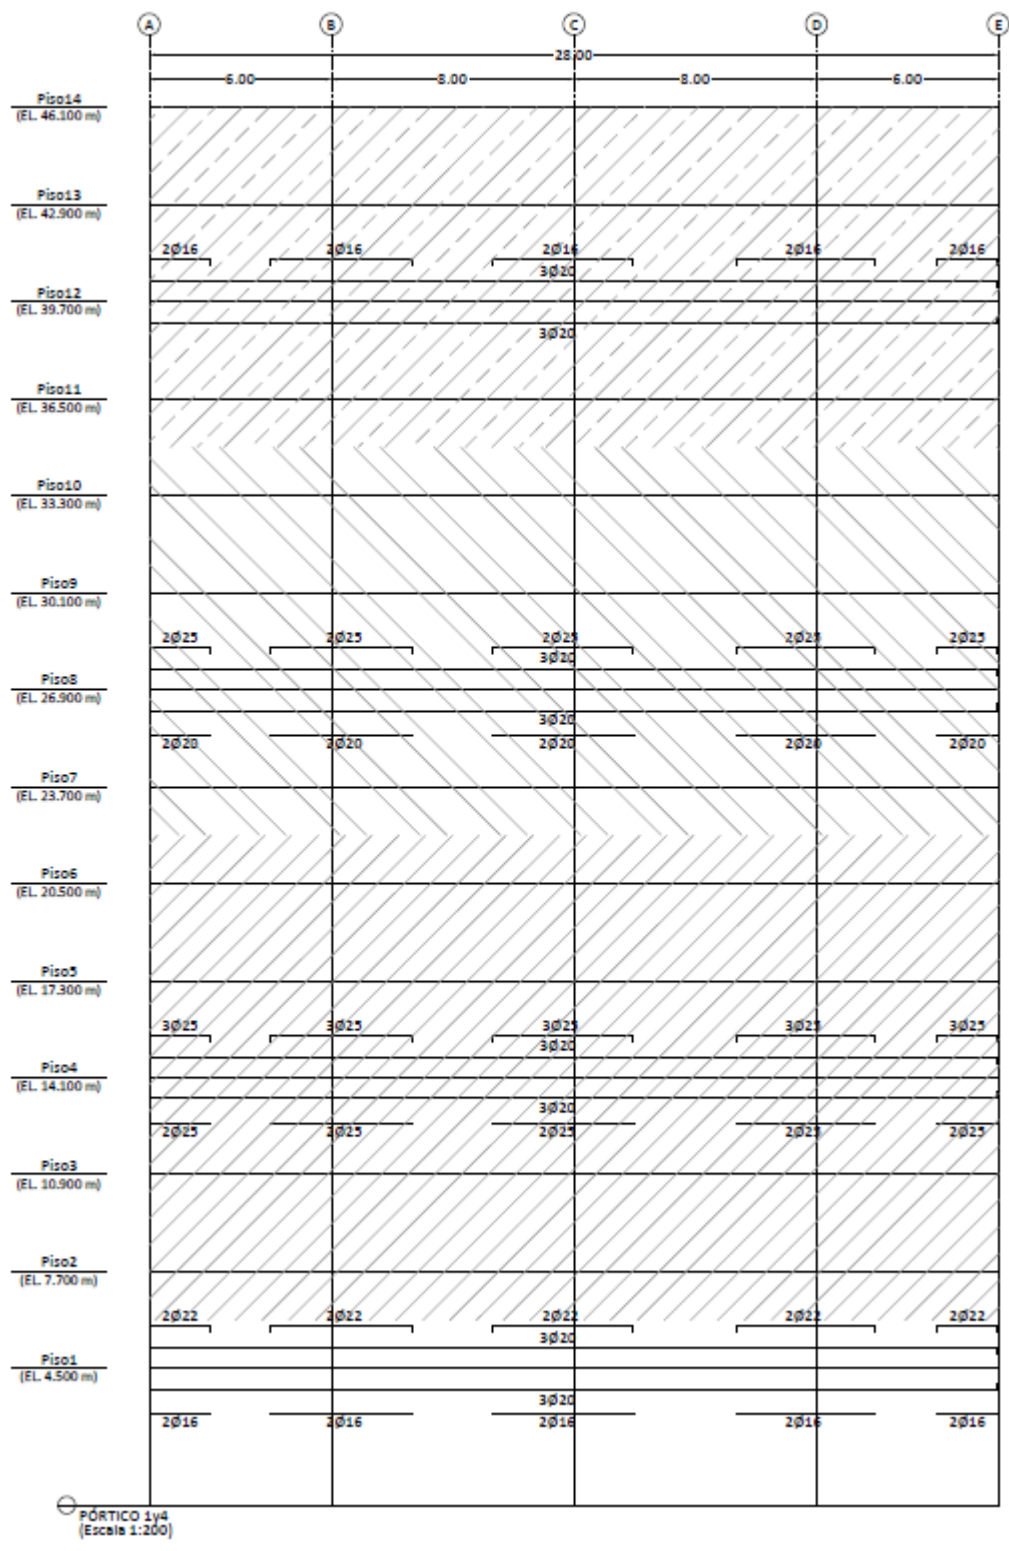 A B C D E
28.00
6.00 8.00 8.00 6.00
Piso14
(EL. 46.100 m)
Piso13
(EL. 42.900 m)
2Ø16 2Ø16 2Ø16 2Ø16 2Ø16
3Ø20
Piso12
(EL. 39.700 m)
3Ø20
Piso11
(EL. 36.500 m)
Piso10
(EL. 33.300 m)
Piso9
(EL. 30.100 m)
2Ø25 2Ø25 2Ø25 2Ø25 2Ø25
3Ø20
Piso8
(EL. 26.900 m)
3Ø20
2Ø20 2Ø20 2Ø20 2Ø20 2Ø20
Piso7
(EL. 23.700 m)
Piso6
(EL. 20.500 m)
Piso5
(EL. 17.300 m)
3Ø25 3Ø25 3Ø25 3Ø25 3Ø25
3Ø20
Piso4
(EL. 14.100 m)
3Ø20
2Ø25 2Ø25 2Ø25 2Ø25 2Ø25
Piso3
(EL. 10.900 m)
Piso2
(EL. 7.700 m)
2Ø22 2Ø22 2Ø22 2Ø22 2Ø22
3Ø20
Piso1
(EL. 4.500 m)
3Ø20
2Ø16 2Ø16 2Ø16 2Ø16 2Ø16
PÓRTICO 1y4
(Escala 1:200)